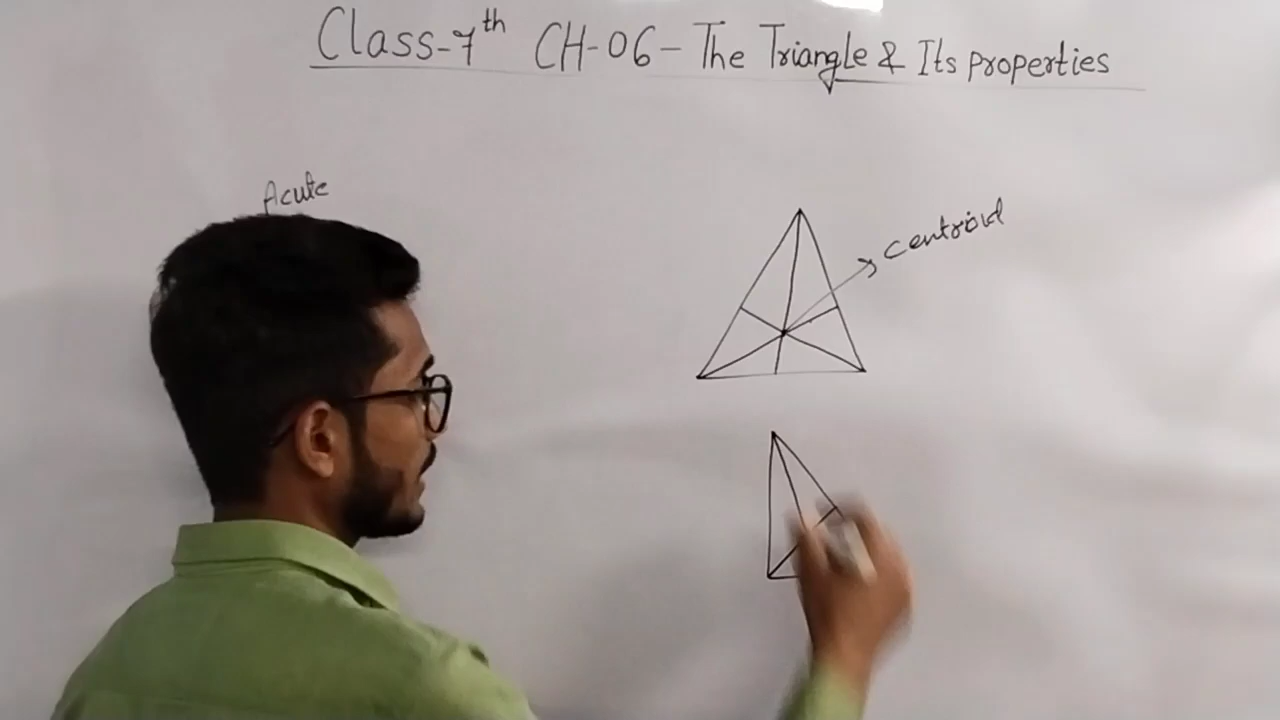 Class-7th CH-06- The Triangle & Its properties
Acute
Centroid